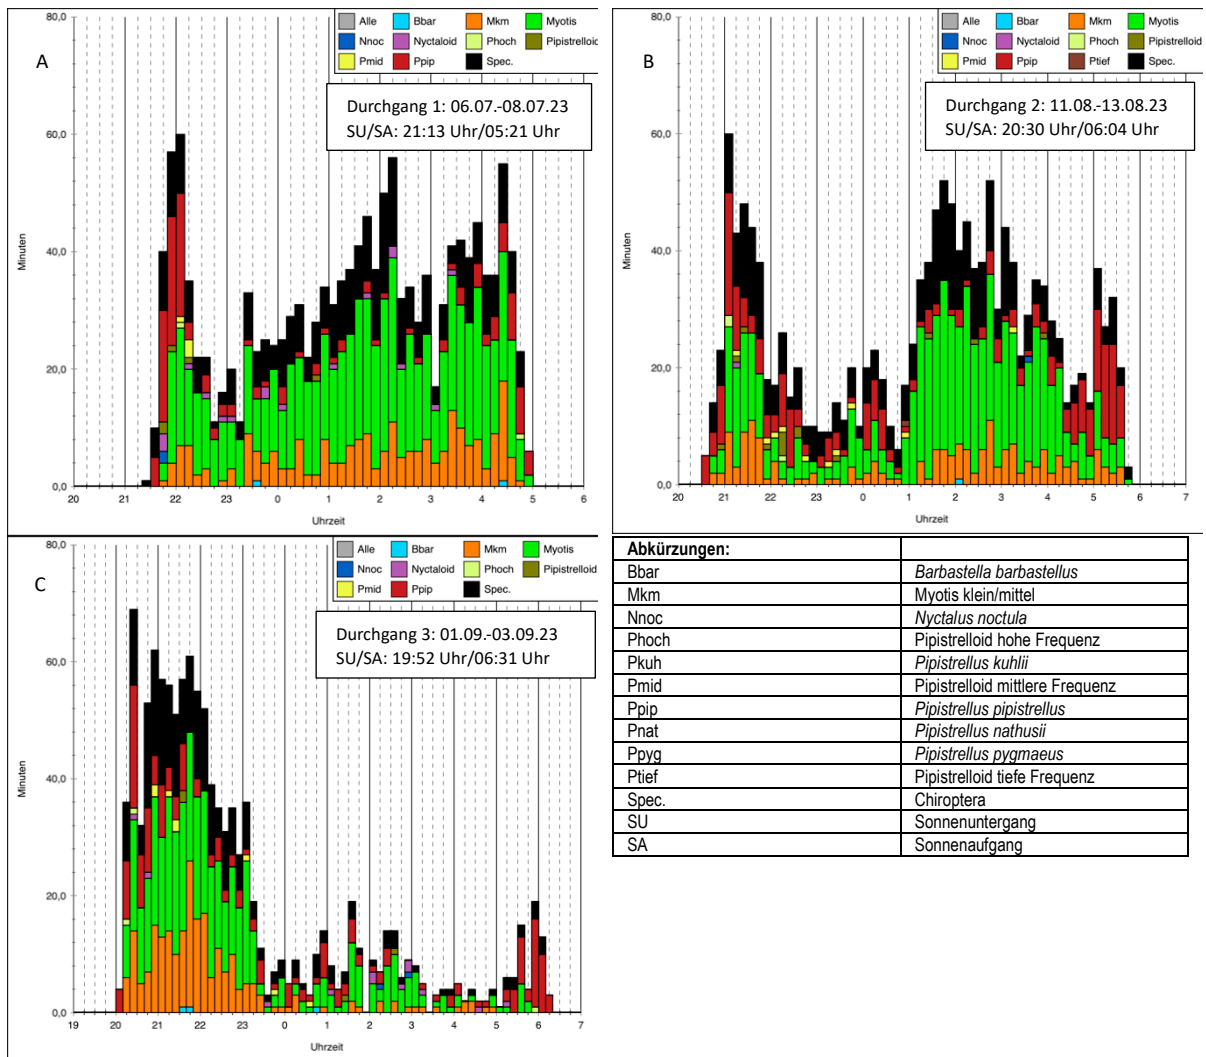 80,0
Alle Bbar Mkm Myotis
Nnoc Nyctaloid Phoch Pipistrelloid
Pmid Ppip Spec.
A
Durchgang 1: 06.07.-08.07.23
SU/SA: 21:13 Uhr/05:21 Uhr
60,0
Minuten
40,0
20,0
0,0
20 21 22 23 0 1 2 3 4 5 6
Uhrzeit
80,0
Alle Bbar Mkm Myotis
Nnoc Nyctaloid Phoch Pipistrelloid
Pmid Ppip Ptief Spec.
B
Durchgang 2: 11.08.-13.08.23
SU/SA: 20:30 Uhr/06:04 Uhr
60,0
Minuten
40,0
20,0
0,0
20 21 22 23 0 1 2 3 4 5 6 7
Uhrzeit
80,0
Alle Bbar Mkm Myotis
Nnoc Nyctaloid Phoch Pipistrelloid
Pmid Ppip Spec.
C
Durchgang 3: 01.09.-03.09.23
SU/SA: 19:52 Uhr/06:31 Uhr
60,0
Minuten
40,0
20,0
0,0
19 20 21 22 23 0 1 2 3 4 5 6 7
Uhrzeit
Abkürzungen:
Bbar Barbastella barbastellus
Mkm Myotis klein/mittel
Nnoc Nyctalus noctula
Phoch Pipistrelloid hohe Frequenz
Pkuh Pipistrellus kuhlii
Pmid Pipistrelloid mittlere Frequenz
Ppip Pipistrellus pipistrellus
Pnat Pipistrellus nathusii
Ppyg Pipistrellus pygmaeus
Ptief Pipistrelloid tiefe Frequenz
Spec. Chiroptera
SU Sonnenuntergang
SA Sonnenaufgang